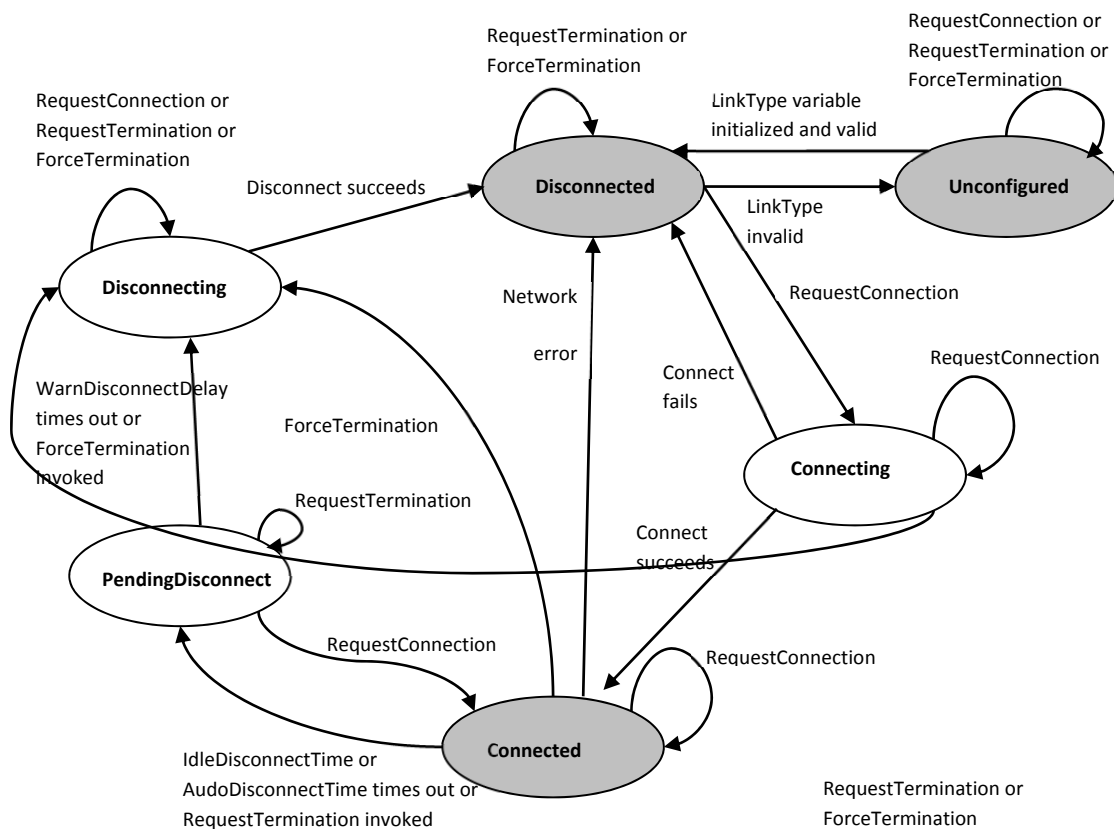 RequestTermination or
ForceTermination
RequestConnection or
RequestTermination or
ForceTermination
RequestConnection or
RequestTermination or
ForceTermination
LinkType variable
initialized and valid
Disconnect succeeds
Disconnected
Unconfigured
LinkType
invalid
Disconnecting
Network
error
RequestConnection
RequestConnection
WarnDisconnectDelay
times out or
ForceTermination
invoked
Connect
fails
ForceTermination
Connecting
RequestTermination
Connect
succeeds
PendingDisconnect
RequestConnection
RequestConnection
Connected
IdleDisconnectTime or
AudoDisconnectTime times out or
RequestTermination invoked
RequestTermination or
ForceTermination